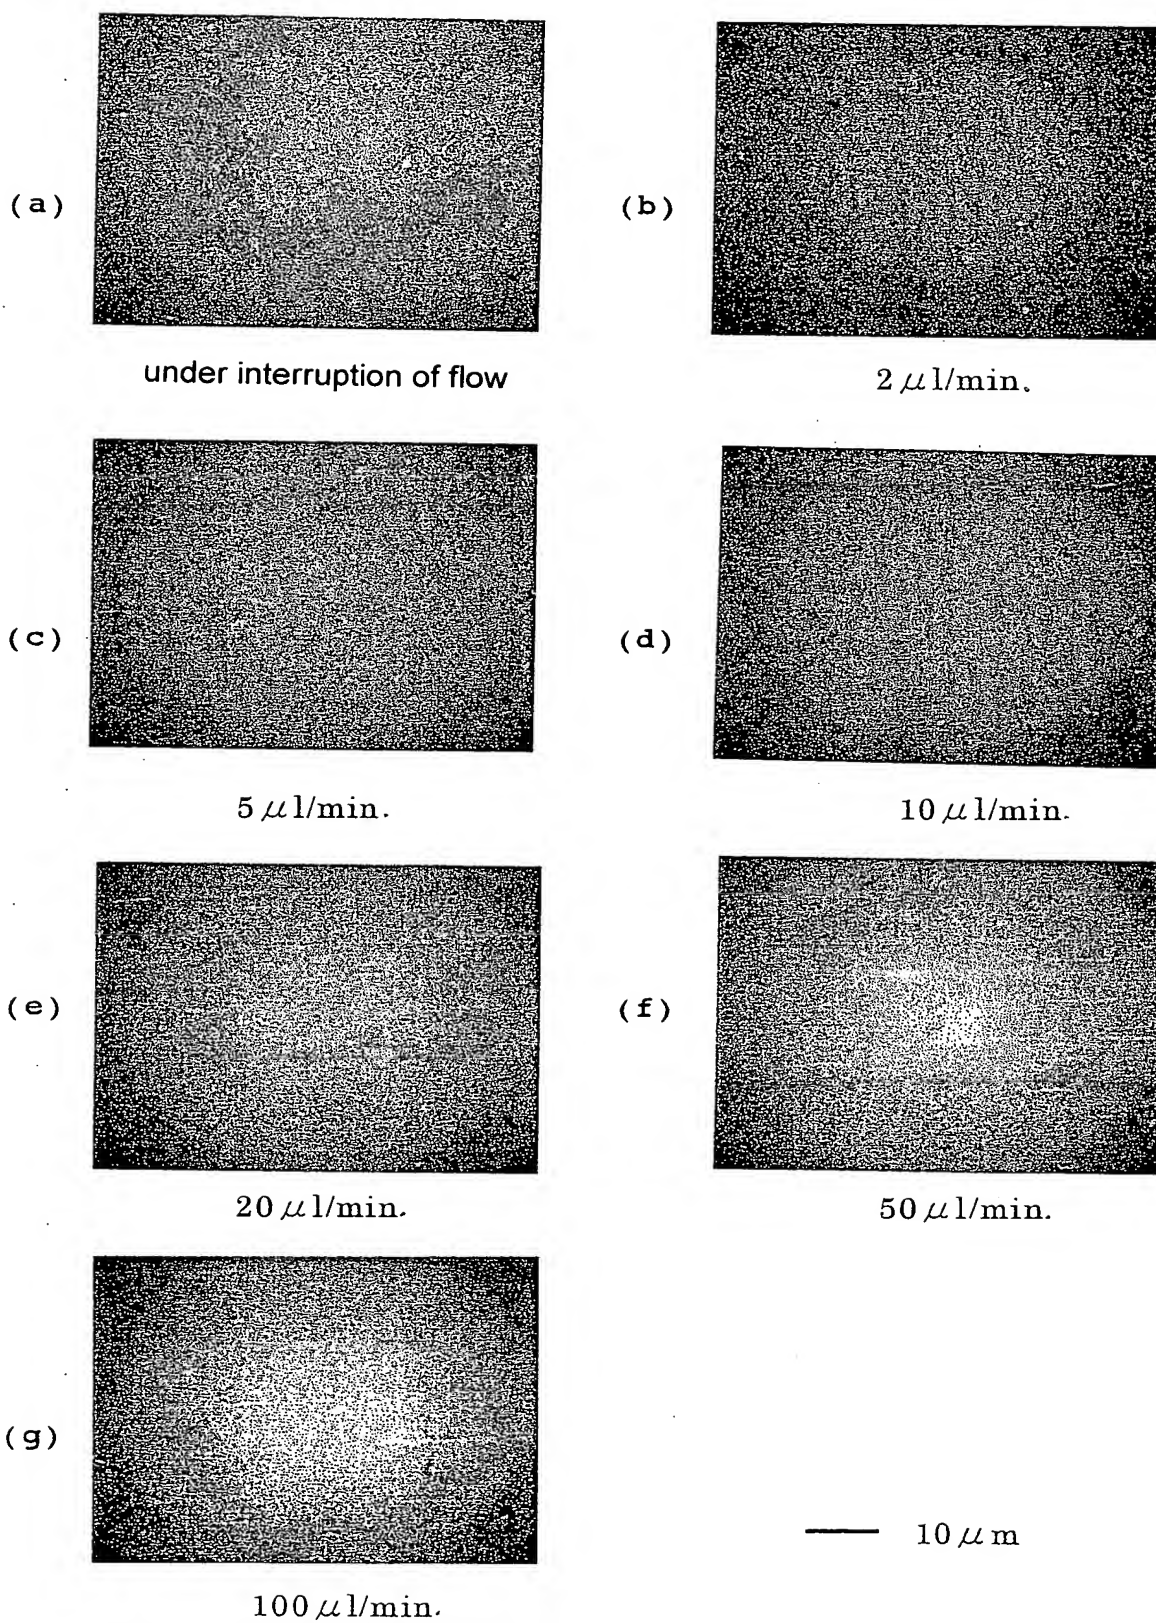 (a)
(b)
under interruption of flow
2 μl/min.
(c)
(d)
5 μl/min.
10 μl/min.
(e)
(f)
20 μl/min.
50 μl/min.
(g)
10 μm
100 μl/min.